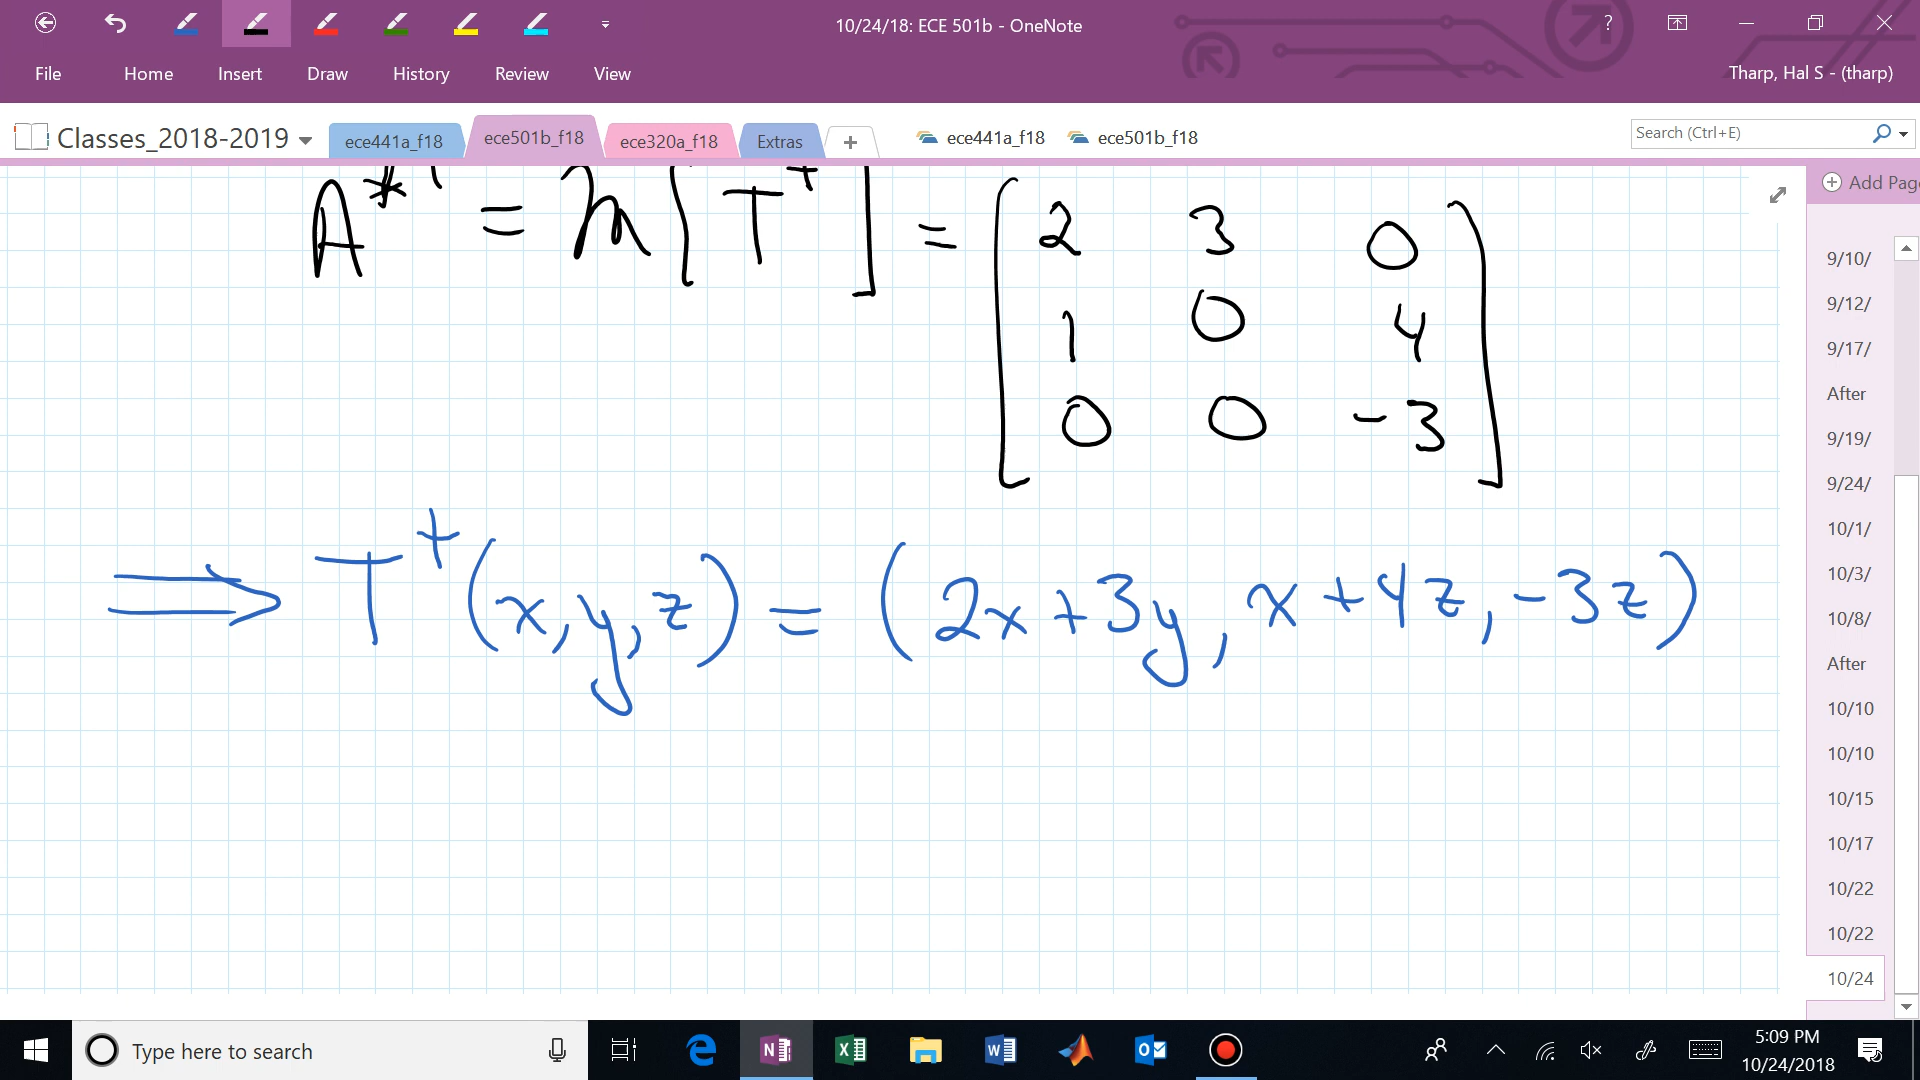 10/24/18: ECE 501b - OneNote
?
File Home Insert Draw History Review View
Tharp, Hal S - (tharp)
Classes_2018-2019
ece441a_f18
ece501b_f18
ece320a_f18
Extras
+
ece441a_f18
ece501b_f18
Search (Ctrl+E)
Add Pag
A* = M[T+] = [2 3 0
1 0 4
0 0 -3]
⇒ T+(x,y,z) = (2x+3y, x+4z, -3z)
9/10/
9/12/
9/17/
After
9/19/
9/24/
10/1/
10/3/
10/8/
After
10/10
10/10
10/15
10/17
10/22
10/22
10/24
Type here to search
5:09 PM
10/24/2018